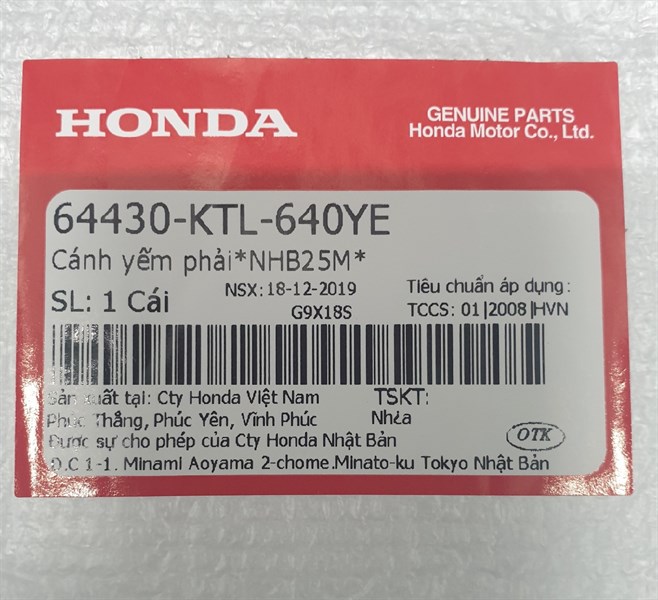 HONDA
GENUINE PARTS
Honda Motor Co., Ltd.
64430-KTL-640YE
Cánh yếm phải*NHB25M*
SL: 1 Cái
NSX: 18-12-2019
G9X18S
Tiêu chuẩn áp dụng:
TCCS: 01|2008|HVN
tại: Cty Honda Việt Nam
TSKT:
Phúc Thắng, Phúc Yên, Vĩnh Phúc
Được sự cho phép của Cty Honda Nhật Bản
OTK
1-1. Minami Aoyama 2-chome.Minato-ku Tokyo Nhật Bản